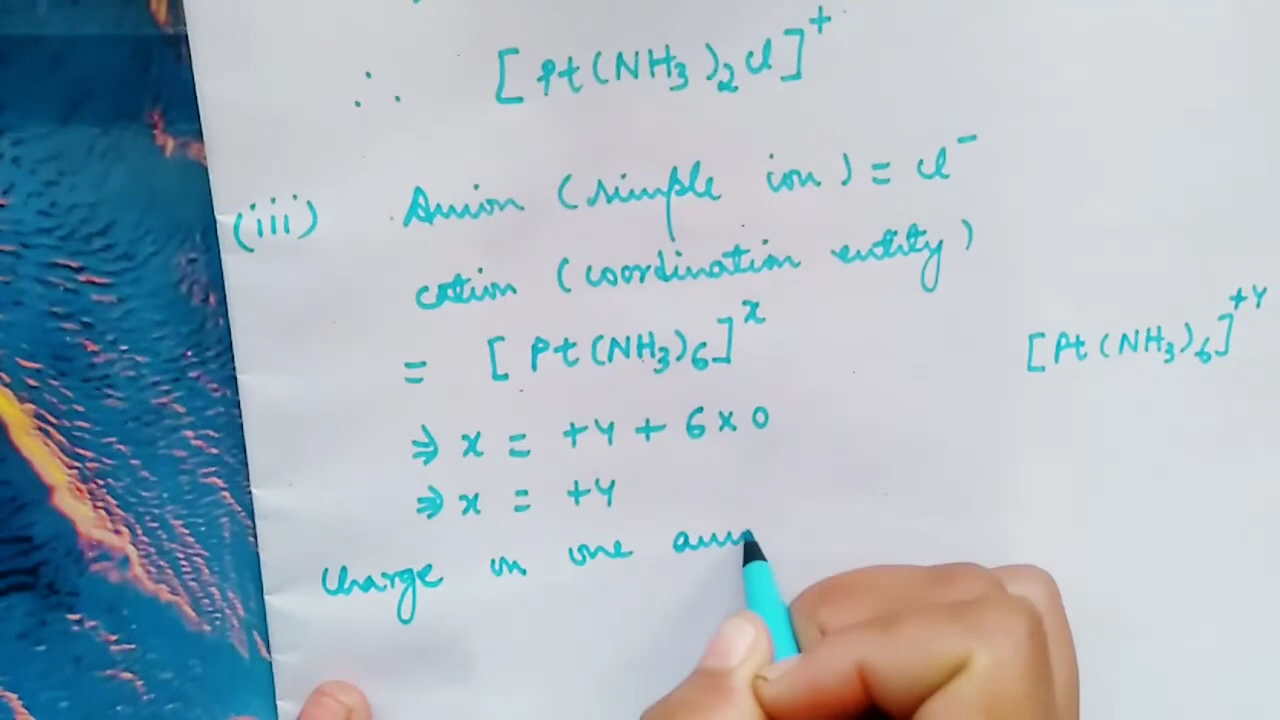 ∴ [Pt(NH₃)₂Cl]⁺
(iii) Anion (simple ion) = Cl⁻
cation (coordination entity)
= [Pt(NH₃)₆]ˣ
⇒ x = +4 + 6 × 0
⇒ x = +4
[Pt(NH₃)₆]⁺⁴
Charge on one